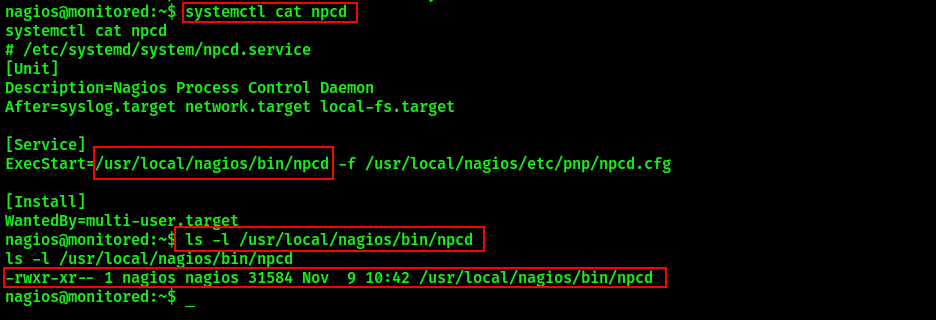 nagios@monitored:~$ systemctl cat npcd
systemctl cat npcd
# /etc/systemd/system/npcd.service
[Unit]
Description=Nagios Process Control Daemon
After=syslog.target network.target local-fs.target
[Service]
ExecStart=/usr/local/nagios/bin/npcd -f /usr/local/nagios/etc/pnp/npcd.cfg
[Install]
WantedBy=multi-user.target
nagios@monitored:~$ ls -l /usr/local/nagios/bin/npcd
ls -l /usr/local/nagios/bin/npcd
-rwxr-xr-- 1 nagios nagios 31584 Nov  9 10:42 /usr/local/nagios/bin/npcd
nagios@monitored:~$ _